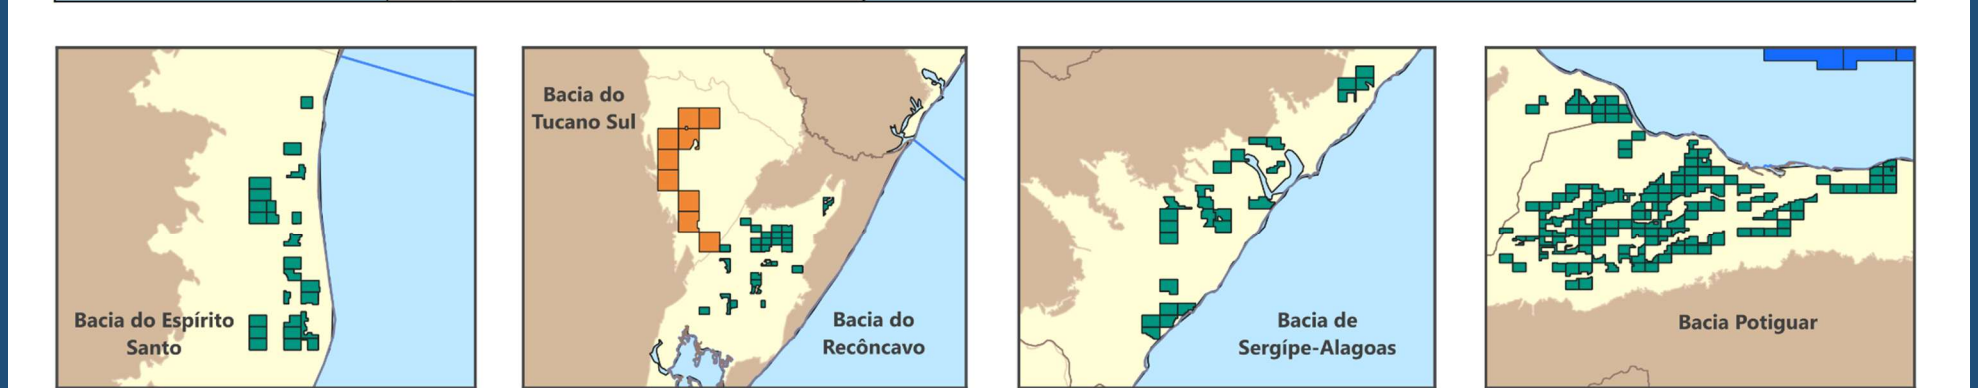 Bacia do Espírito
Santo
Bacia do
Tucano Sul
Bacia do
Recôncavo
Bacia de
Sergípe-Alagoas
Bacia Potiguar